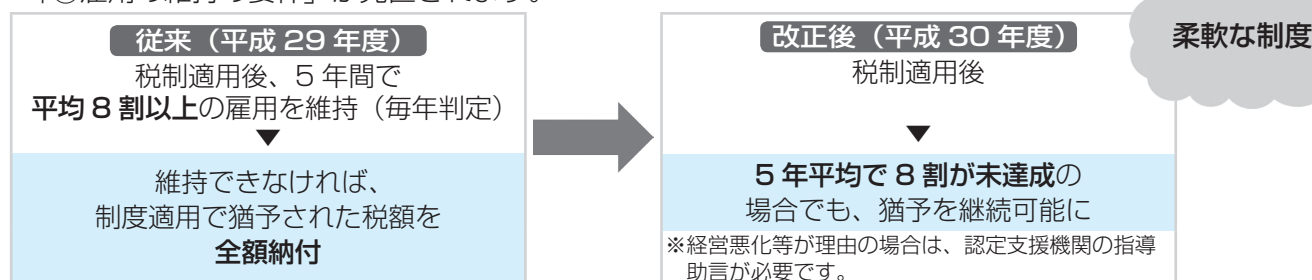 従来（平成 29 年度）
税制適用後、5 年間で
平均 8 割以上の雇用を維持（毎年判定）
▼
維持できなければ、
制度適用で猶予された税額を
全額納付
改正後（平成 30 年度）
税制適用後
▼
5 年平均で 8 割が未達成の
場合でも、猶予を継続可能に
※経営悪化等が理由の場合は、認定支援機関の指導
助言が必要です。
柔軟な制度